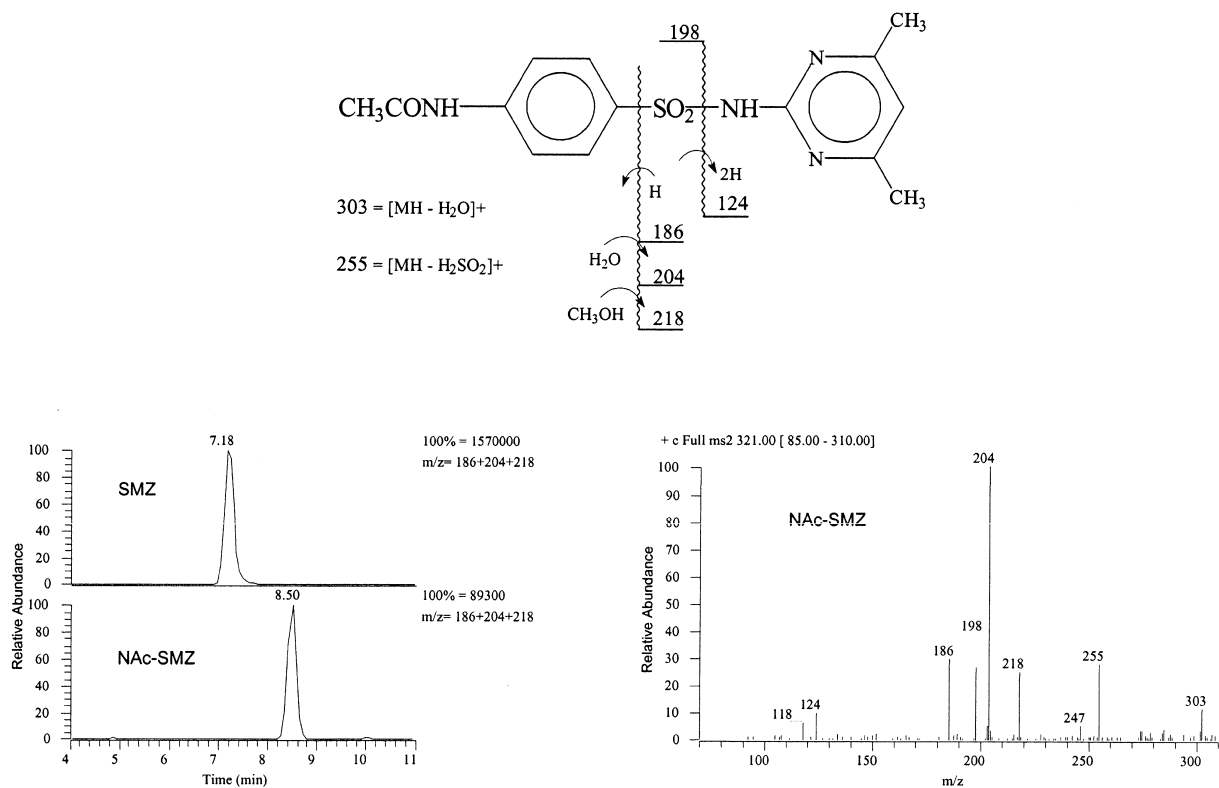 198
CH3
N
CH3CONH
SO2
NH
N
CH3
2H
H
303 = [MH - H2O]+
124
186
255 = [MH - H2SO2]+
H2O
204
CH3OH
218
7.18
100% = 1570000
m/z= 186+204+218
SMZ
100
80
60
40
20
0
8.50
100% = 89300
m/z= 186+204+218
NAc-SMZ
100
80
60
40
20
0
Relative Abundance
4 5 6 7 8 9 10 11
Time (min)
+ c Full ms2 321.00 [ 85.00 - 310.00]
204
NAc-SMZ
100
90
80
70
60
50
40
30
20
10
0
Relative Abundance
198
186
218
255
118
124
247
303
100 150 200 250 300
m/z